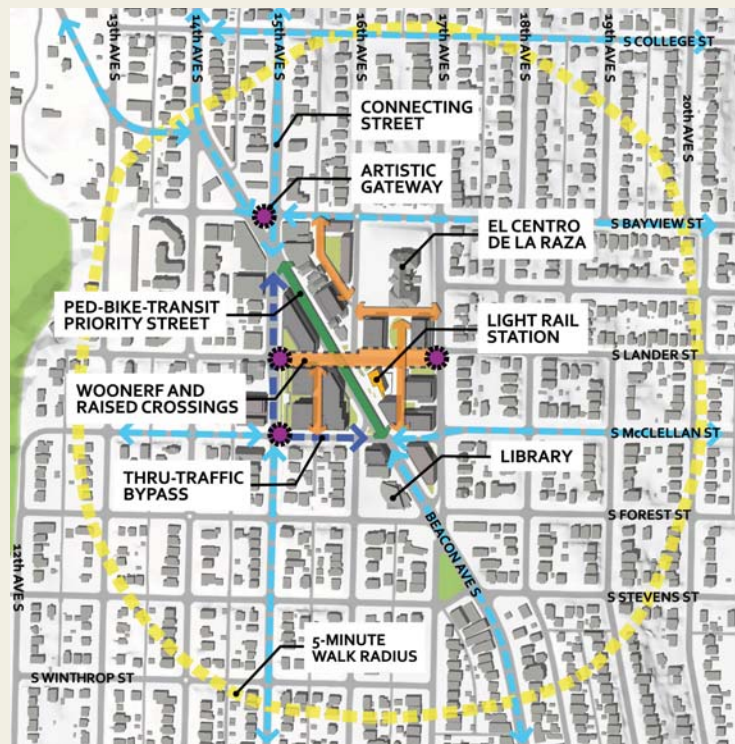 13TH AVE S
14TH AVE S
15TH AVE S
16TH AVE S
17TH AVE S
18TH AVE S
19TH AVE S
S COLLEGE ST
20TH AVE S
CONNECTING
STREET
ARTISTIC
GATEWAY
S BAYVIEW ST
EL CENTRO
DE LA RAZA
PED-BIKE-TRANSIT
PRIORITY STREET
LIGHT RAIL
STATION
S LANDER ST
WOONERF AND
RAISED CROSSINGS
S McCLELLAN ST
THRU-TRAFFIC
BYPASS
LIBRARY
BEACON AVE S
S FOREST ST
12TH AVE S
S STEVENS ST
5-MINUTE
WALK RADIUS
S WINTHROP ST